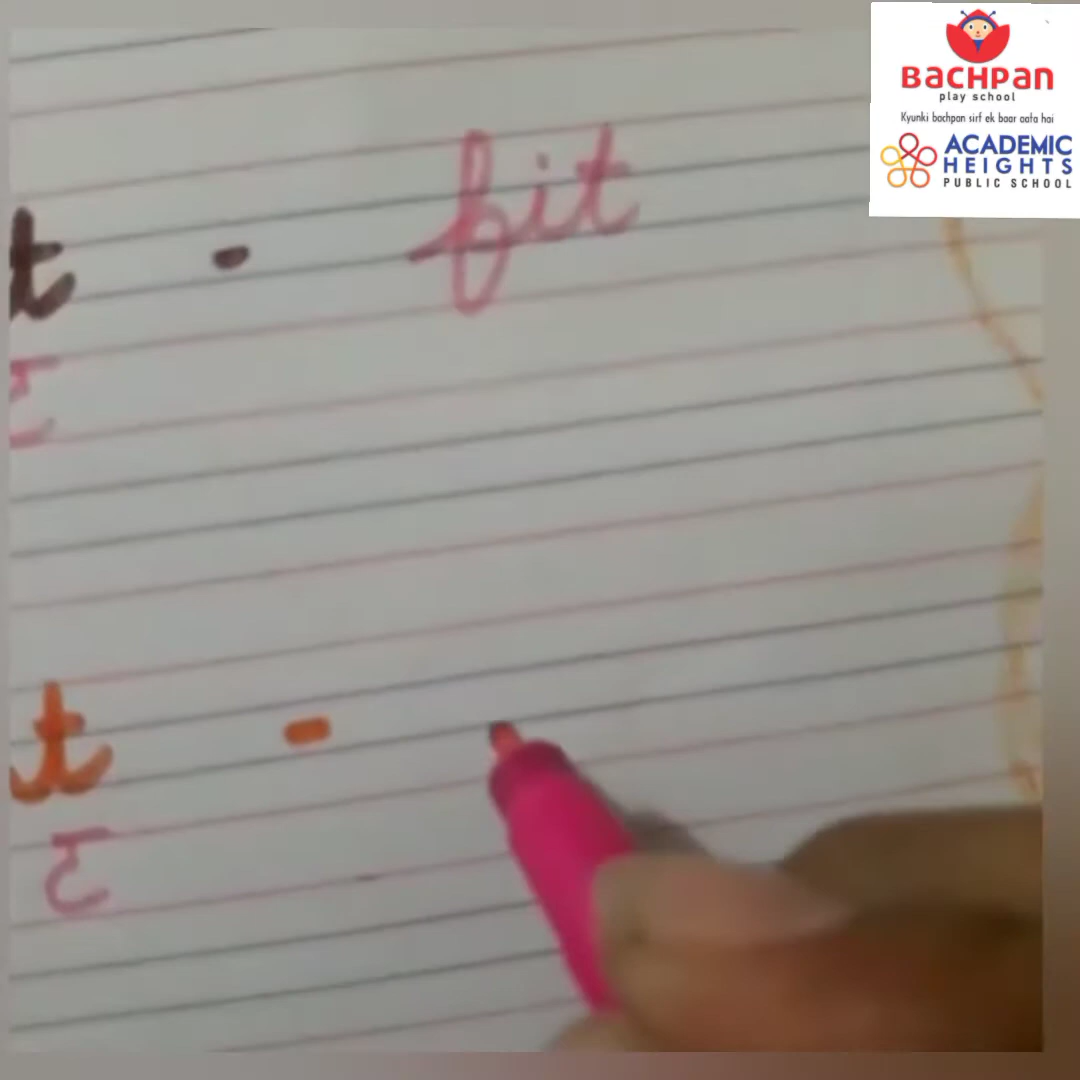 BACHPAN
play school
Kyunki bachpan sirf ek baar aata hai
ACADEMIC
HEIGHTS
PUBLIC SCHOOL
t - fit
ट
t -
ट